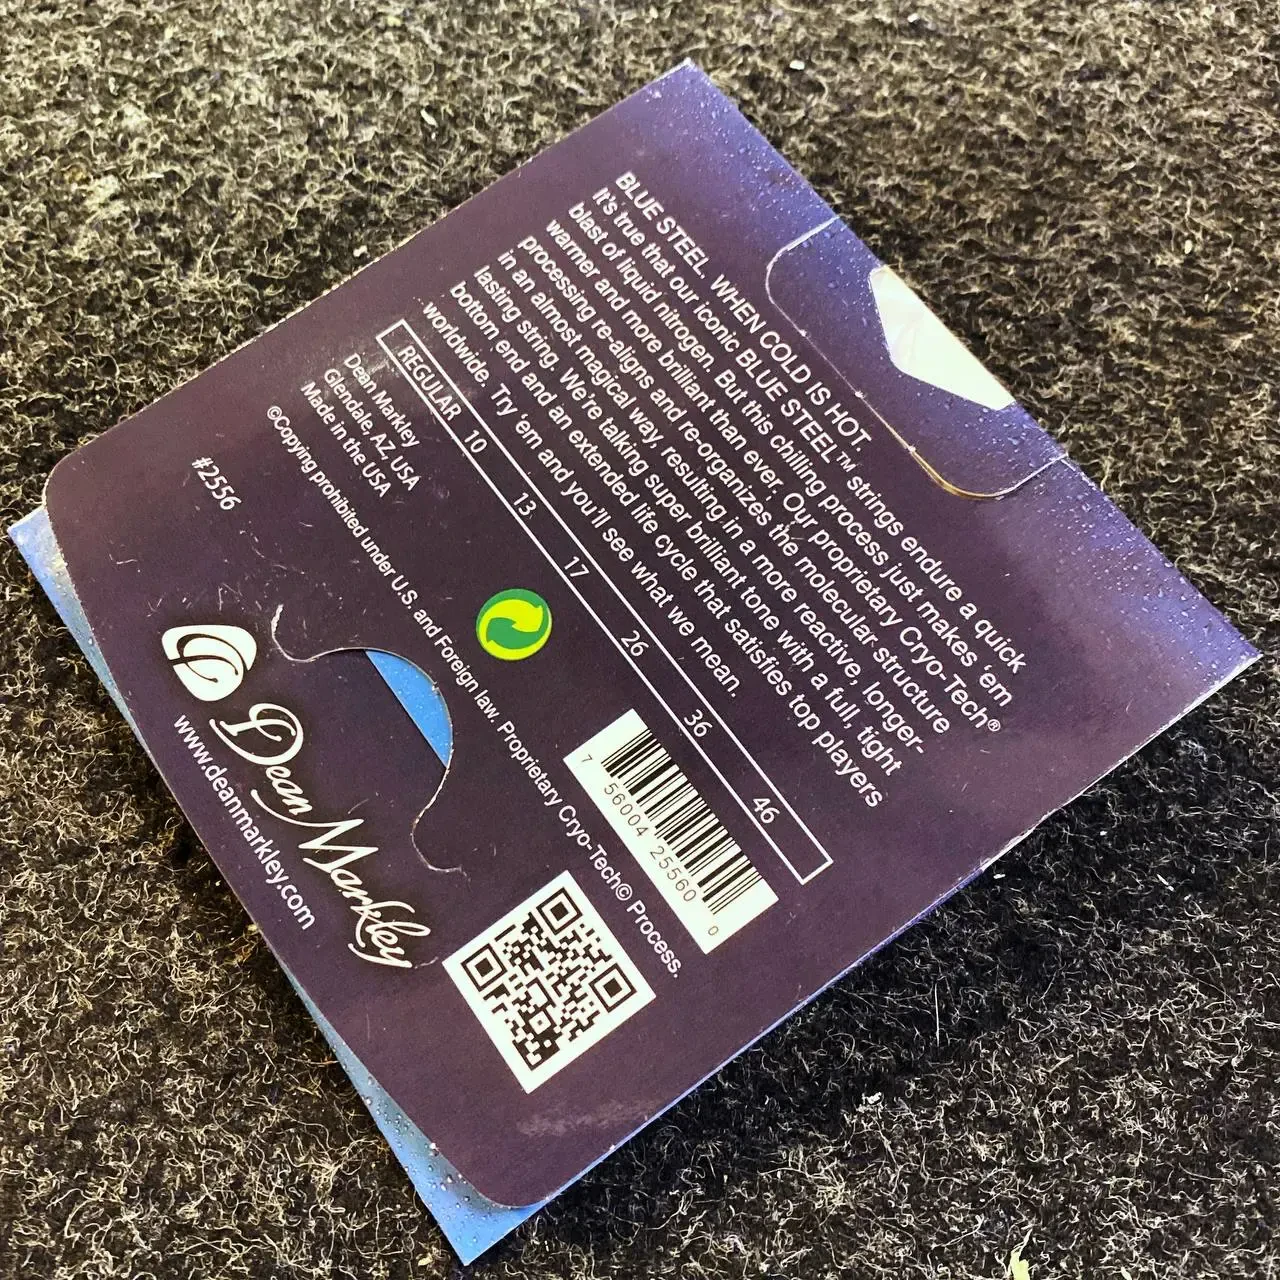 BLUE STEEL. WHEN COLD IS HOT.
It's true that our iconic BLUE STEEL™ strings endure a quick
blast of liquid nitrogen. But this chilling process just makes 'em
warmer and more brilliant than ever. Our proprietary Cryo-Tech®
processing re-aligns and re-organizes the molecular structure
in an almost magical way, resulting in a more reactive, longer-
lasting string. We're talking super brilliant tone with a full, tight
bottom end and an extended life cycle that satisfies top players
worldwide. Try 'em and you'll see what we mean.
REGULAR 10 13 17 26 36 46
Dean Markley
Glendale, AZ USA
Made in the USA
©Copying prohibited under U.S. and Foreign law. Proprietary Cryo-Tech© Process.
#2556
7 56004 25560 0
Dean Markley
www.deanmarkley.com